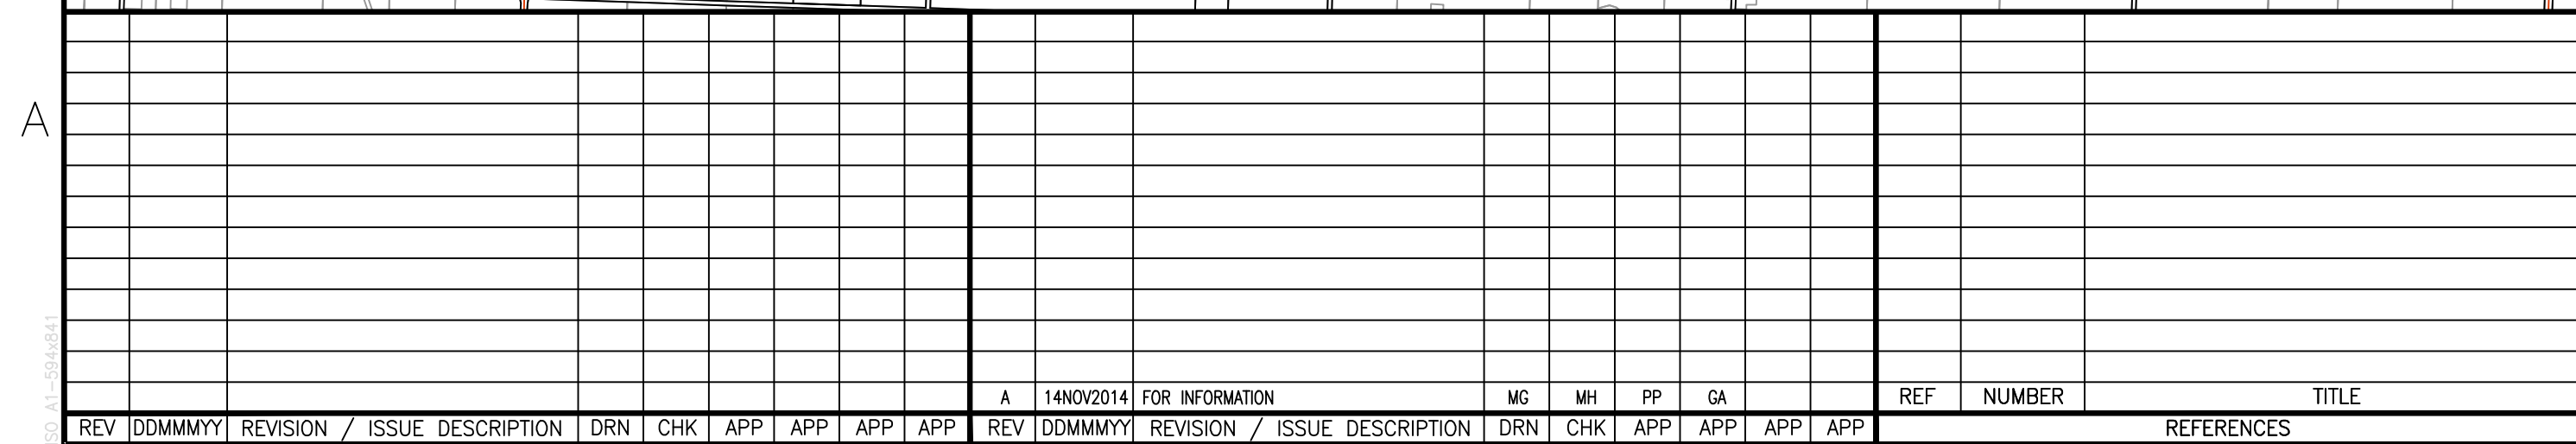 A
ISO A1-594x841
A 14NOV2014 FOR INFORMATION MG MH PP GA
REF NUMBER TITLE
REV DDMMMYY REVISION / ISSUE DESCRIPTION DRN CHK APP APP APP APP
REV DDMMMYY REVISION / ISSUE DESCRIPTION DRN CHK APP APP APP APP
REFERENCES